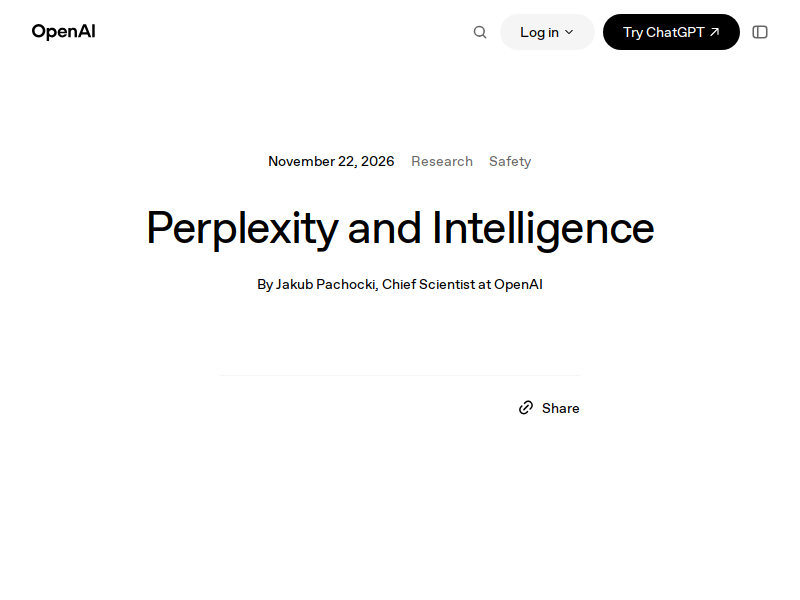 OpenAI
Log in
Try ChatGPT
November 22, 2026 Research Safety
Perplexity and Intelligence
By Jakub Pachocki, Chief Scientist at OpenAI
Share